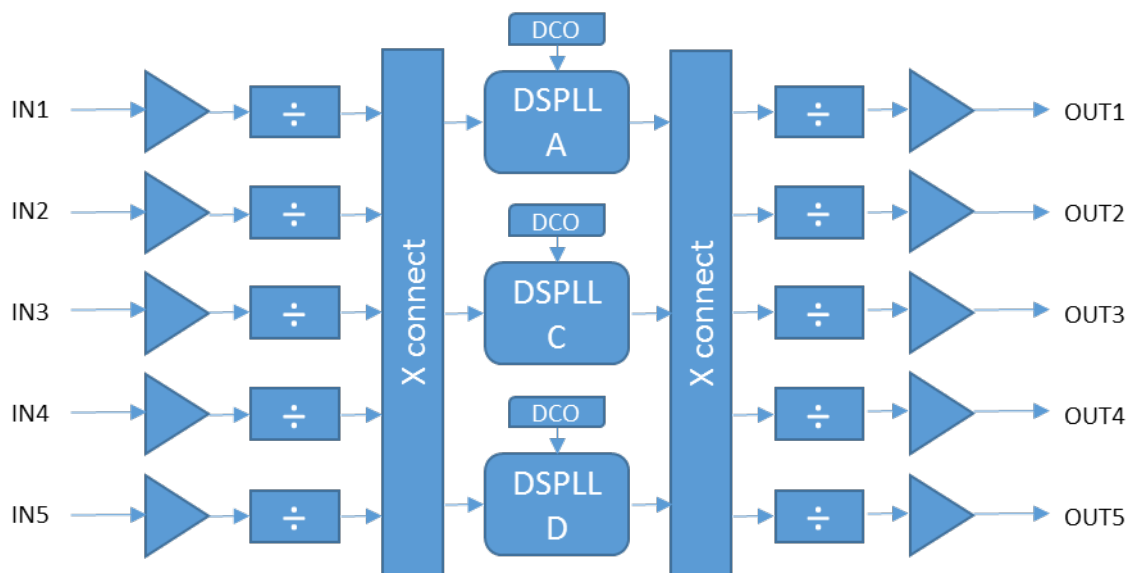 DCO
IN1
÷
DSPLL
A
÷
OUT1
IN2
÷
DCO
÷
OUT2
X connect
X connect
IN3
÷
DSPLL
C
÷
OUT3
IN4
÷
DCO
÷
OUT4
IN5
÷
DSPLL
D
÷
OUT5